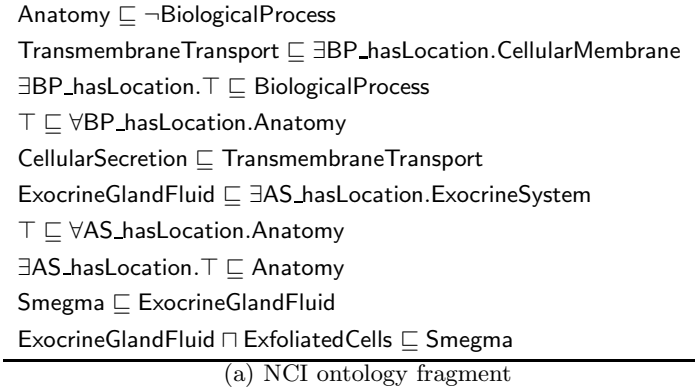 Anatomy ⊑ ¬BiologicalProcess
TransmembraneTransport ⊑ ∃BP_hasLocation.CellularMembrane
∃BP_hasLocation.⊤ ⊑ BiologicalProcess
⊤ ⊑ ∀BP_hasLocation.Anatomy
CellularSecretion ⊑ TransmembraneTransport
ExocrineGlandFluid ⊑ ∃AS_hasLocation.ExocrineSystem
⊤ ⊑ ∀AS_hasLocation.Anatomy
∃AS_hasLocation.⊤ ⊑ Anatomy
Smegma ⊑ ExocrineGlandFluid
ExocrineGlandFluid ⊓ ExfoliatedCells ⊑ Smegma
(a) NCI ontology fragment